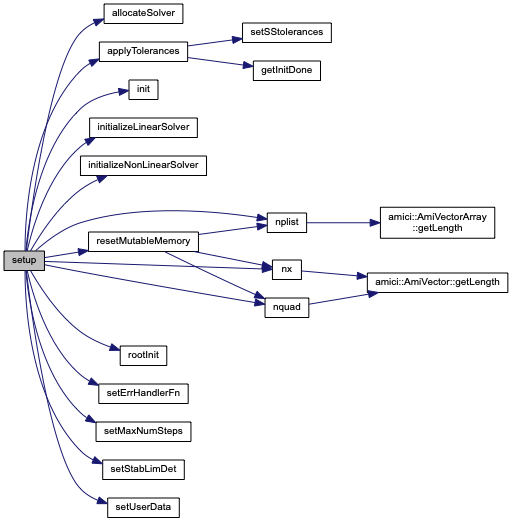 allocateSolver
setSStolerances
applyTolerances
getInitDone
init
initializeLinearSolver
initializeNonLinearSolver
nplist
amici::AmiVectorArray
::getLength
resetMutableMemory
setup
nx
amici::AmiVector::getLength
nquad
rootInit
setErrHandlerFn
setMaxNumSteps
setStabLimDet
setUserData